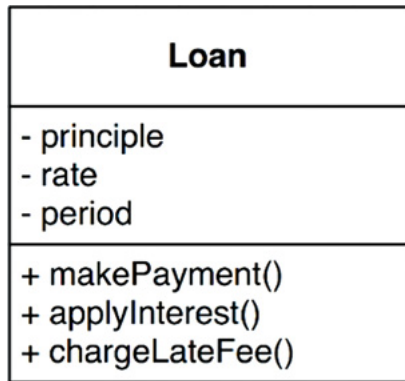 Loan
- principle
- rate
- period
+ makePayment()
+ applyInterest()
+ chargeLateFee()